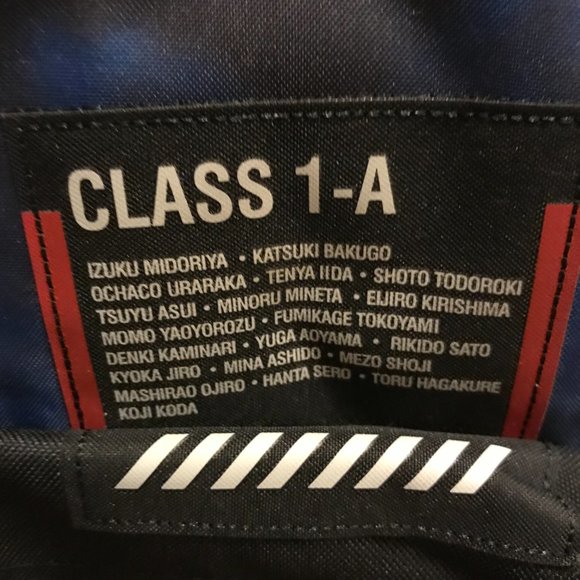 CLASS 1-A
IZUKU MIDORIYA • KATSUKI BAKUGO
OCHACO URARAKA • TENYA IIDA • SHOTO TODOROKI
TSUYU ASUI • MINORU MINETA • EIJIRO KIRISHIMA
MOMO YAOYOROZU • FUMIKAGE TOKOYAMI
DENKI KAMINARI • YUGA AOYAMA • RIKIDO SATO
KYOKA JIRO • MINA ASHIDO • MEZO SHOJI
MASHIRAO OJIRO • HANTA SERO • TORU HAGAKURE
KOJI KODA